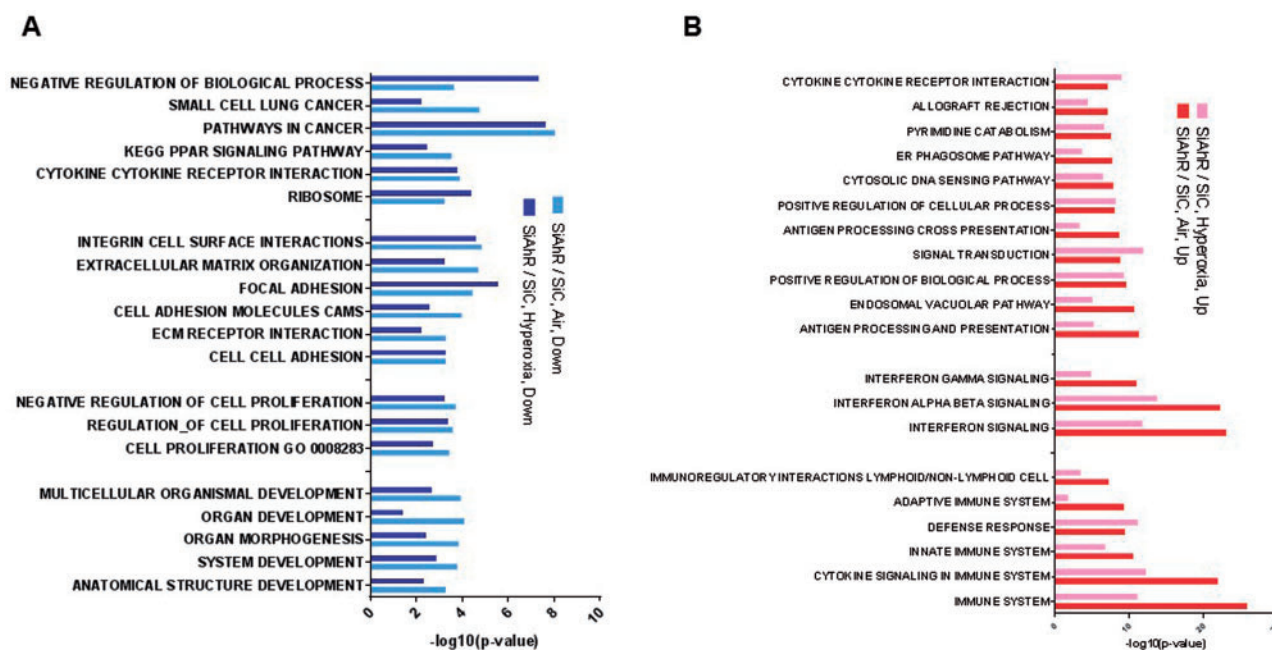 A
NEGATIVE REGULATION OF BIOLOGICAL PROCESS
SMALL CELL LUNG CANCER
PATHWAYS IN CANCER
KEGG PPAR SIGNALING PATHWAY
CYTOKINE CYTOKINE RECEPTOR INTERACTION
RIBOSOME
INTEGRIN CELL SURFACE INTERACTIONS
EXTRACELLULAR MATRIX ORGANIZATION
FOCAL ADHESION
CELL ADHESION MOLECULES CAMS
ECM RECEPTOR INTERACTION
CELL CELL ADHESION
NEGATIVE REGULATION OF CELL PROLIFERATION
REGULATION_OF CELL PROLIFERATION
CELL PROLIFERATION GO 0008283
MULTICELLULAR ORGANISMAL DEVELOPMENT
ORGAN DEVELOPMENT
ORGAN MORPHOGENESIS
SYSTEM DEVELOPMENT
ANATOMICAL STRUCTURE DEVELOPMENT
0 2 4 6 8 10
-log10(p-value)
SiAhR / SiC, Air, Down
SiAhR / SiC, Hyperoxia, Down
B
CYTOKINE CYTOKINE RECEPTOR INTERACTION
ALLOGRAFT REJECTION
PYRIMIDINE CATABOLISM
ER PHAGOSOME PATHWAY
CYTOSOLIC DNA SENSING PATHWAY
POSITIVE REGULATION OF CELLULAR PROCESS
ANTIGEN PROCESSING CROSS PRESENTATION
SIGNAL TRANSDUCTION
POSITIVE REGULATION OF BIOLOGICAL PROCESS
ENDOSOMAL VACUOLAR PATHWAY
ANTIGEN PROCESSING AND PRESENTATION
INTERFERON GAMMA SIGNALING
INTERFERON ALPHA BETA SIGNALING
INTERFERON SIGNALING
IMMUNOREGULATORY INTERACTIONS LYMPHOID/NON-LYMPHOID CELL
ADAPTIVE IMMUNE SYSTEM
DEFENSE RESPONSE
INNATE IMMUNE SYSTEM
CYTOKINE SIGNALING IN IMMUNE SYSTEM
IMMUNE SYSTEM
0 10 20
-log10(p-value)
SiAhR / SiC, Hyperoxia, Up
SiAhR / SiC, Air, Up